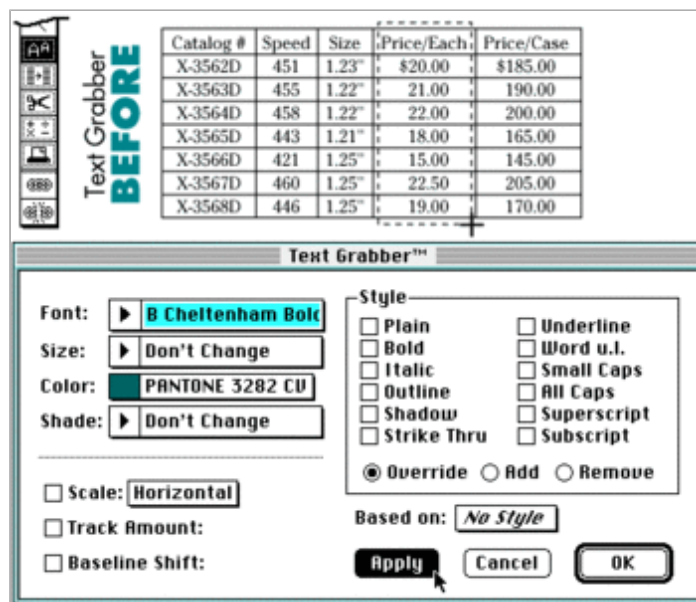 AA
Text Grabber
BEFORE
Catalog # Speed Size Price/Each Price/Case
X-3562D 451 1.23" $20.00 $185.00
X-3563D 455 1.22" 21.00 190.00
X-3564D 458 1.22" 22.00 200.00
X-3565D 443 1.21" 18.00 165.00
X-3566D 421 1.25" 15.00 145.00
X-3567D 460 1.25" 22.50 205.00
X-3568D 446 1.25" 19.00 170.00
Text Grabber™
Font: B Cheltenham Bold
Size: Don't Change
Color: PANTONE 3282 CV
Shade: Don't Change
Scale: Horizontal
Track Amount:
Baseline Shift:
Style
Plain Underline
Bold Word u.l.
Italic Small Caps
Outline All Caps
Shadow Superscript
Strike Thru Subscript
Override Add Remove
Based on: No Style
Apply Cancel OK